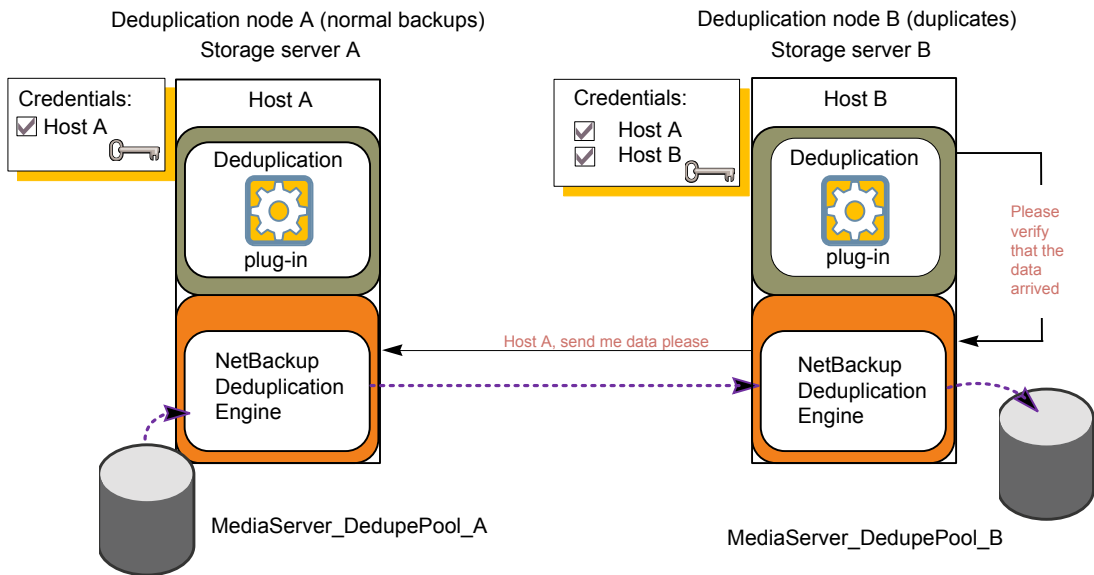 Deduplication node A (normal backups)
Storage server A
Deduplication node B (duplicates)
Storage server B
Credentials:
Host A
Host A
Deduplication
plug-in
NetBackup
Deduplication
Engine
MediaServer_DedupePool_A
Host A, send me data please
Credentials:
Host A
Host B
Host B
Deduplication
plug-in
Please
verify
that the
data
arrived
NetBackup
Deduplication
Engine
MediaServer_DedupePool_B